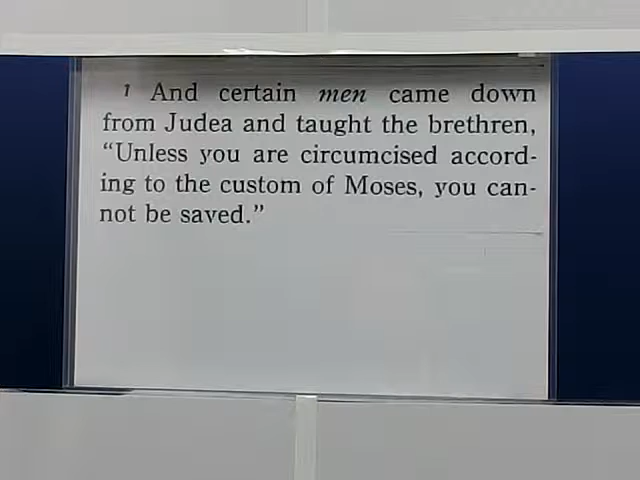 1 And certain men came down
from Judea and taught the brethren,
“Unless you are circumcised accord-
ing to the custom of Moses, you can-
not be saved.”